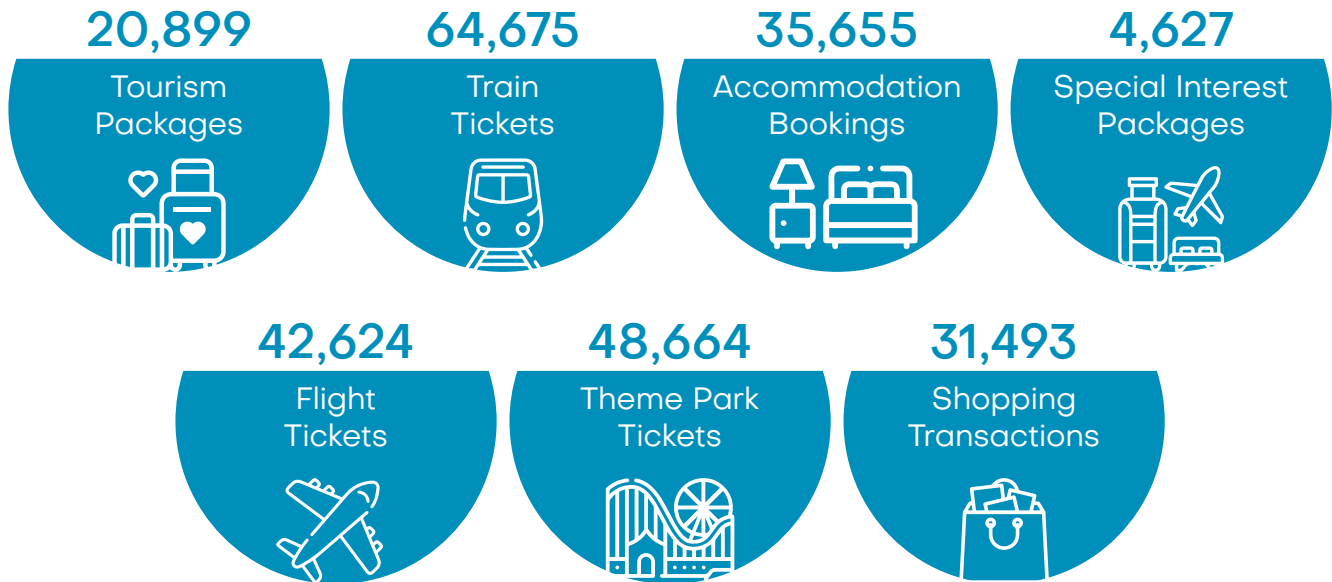 20,899
Tourism
Packages
64,675
Train
Tickets
35,655
Accommodation
Bookings
4,627
Special Interest
Packages
42,624
Flight
Tickets
48,664
Theme Park
Tickets
31,493
Shopping
Transactions